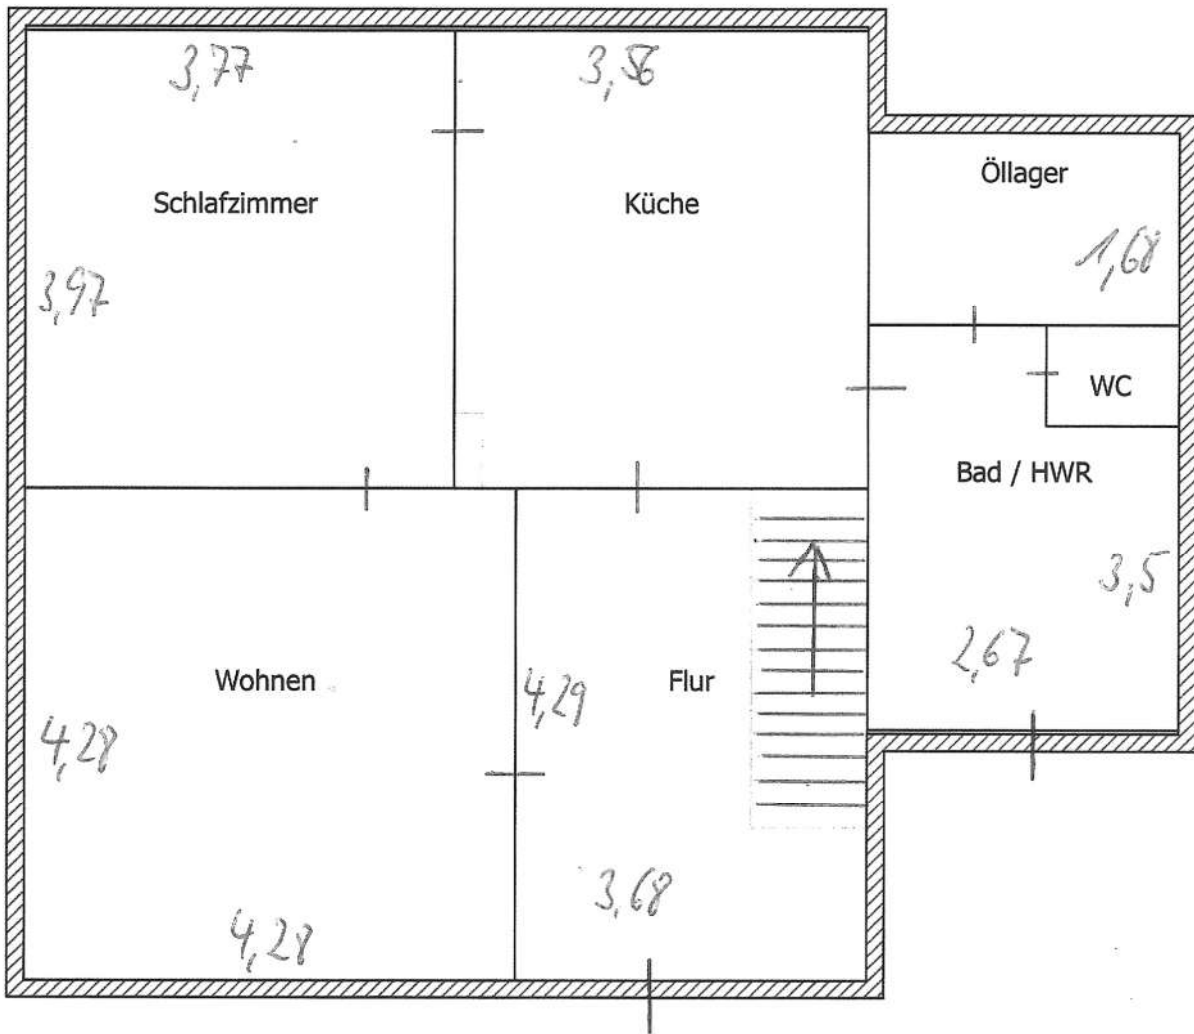 3,77
3,56
Schlafzimmer
Küche
Öllager
3,97
1,68
WC
Bad / HWR
3,5
2,67
Wohnen
4,29
Flur
4,28
3,68
4,28